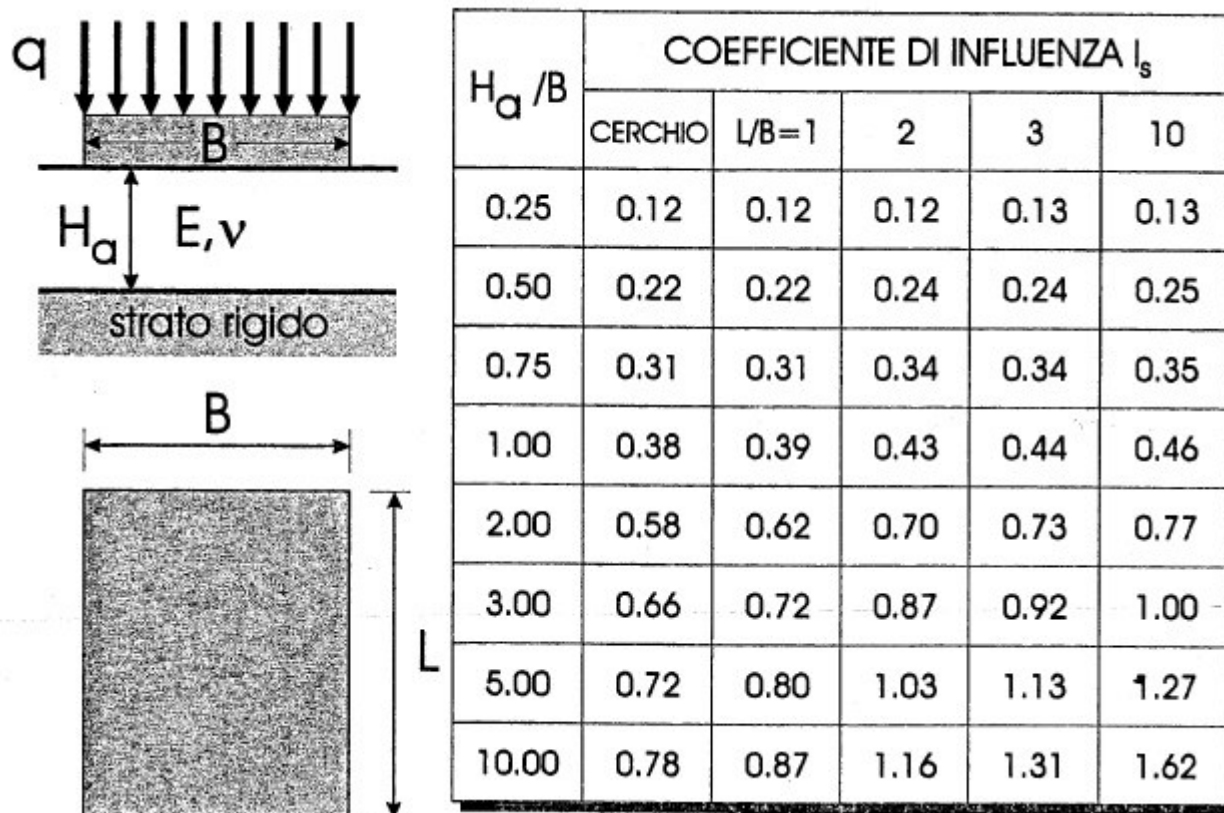 q
B
H_a E,ν
strato rigido
B
L
H_a /B COEFFICIENTE DI INFLUENZA I_s
CERCHIO L/B=1 2 3 10
0.25 0.12 0.12 0.12 0.13 0.13
0.50 0.22 0.22 0.24 0.24 0.25
0.75 0.31 0.31 0.34 0.34 0.35
1.00 0.38 0.39 0.43 0.44 0.46
2.00 0.58 0.62 0.70 0.73 0.77
3.00 0.66 0.72 0.87 0.92 1.00
5.00 0.72 0.80 1.03 1.13 1.27
10.00 0.78 0.87 1.16 1.31 1.62